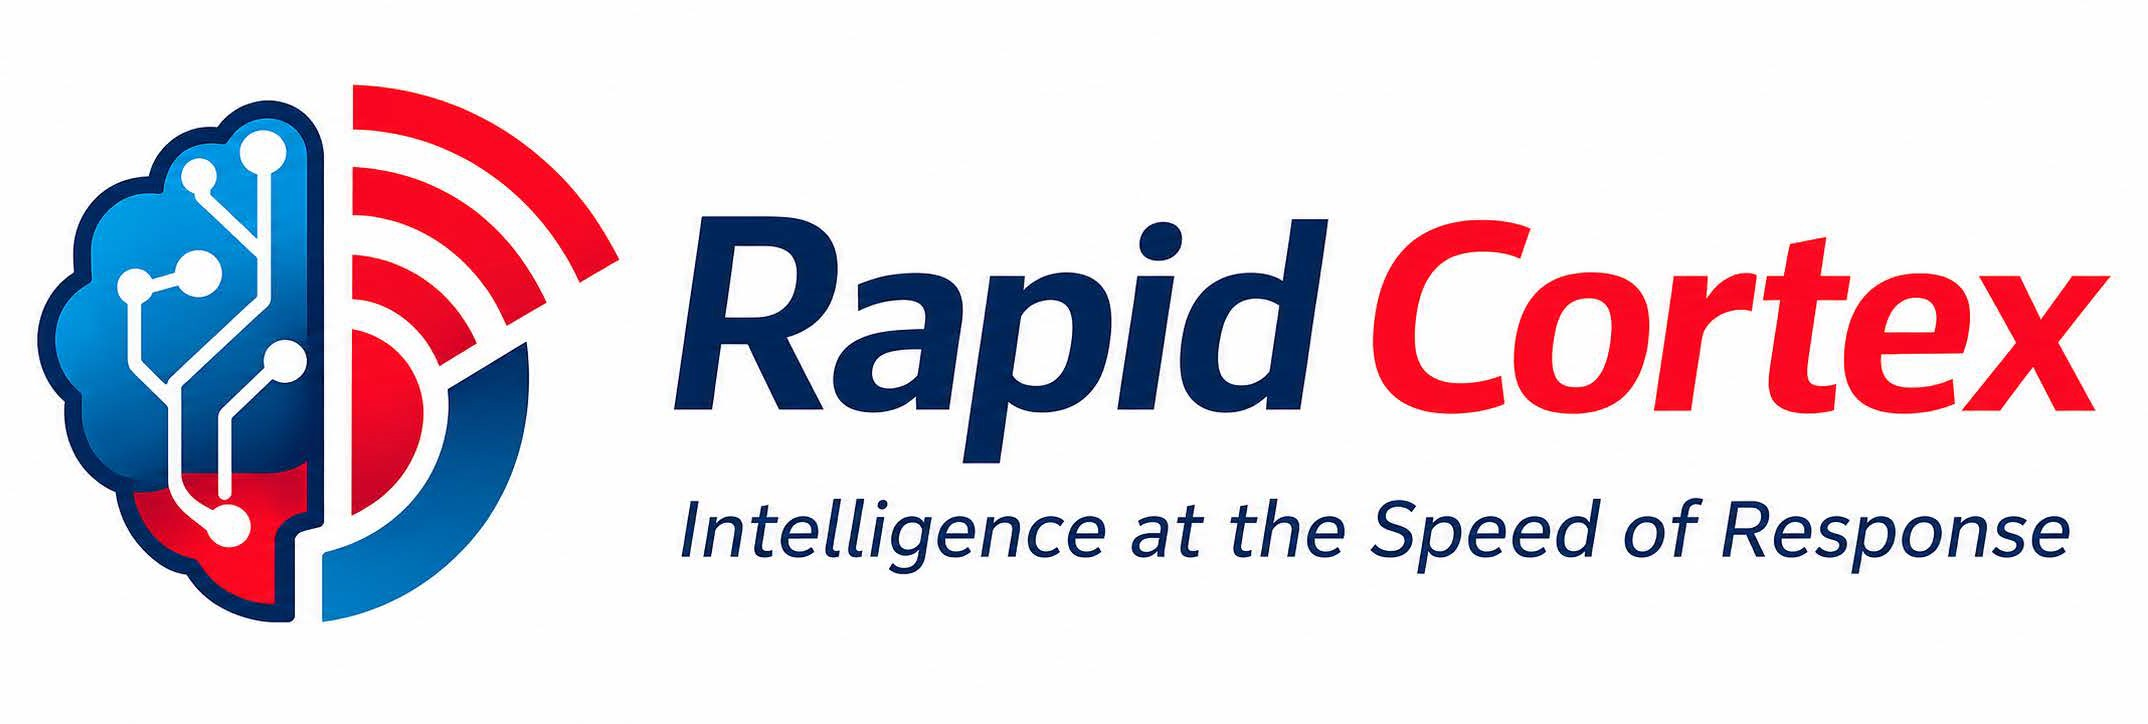 Rapid Cortex
Intelligence at the Speed of Response